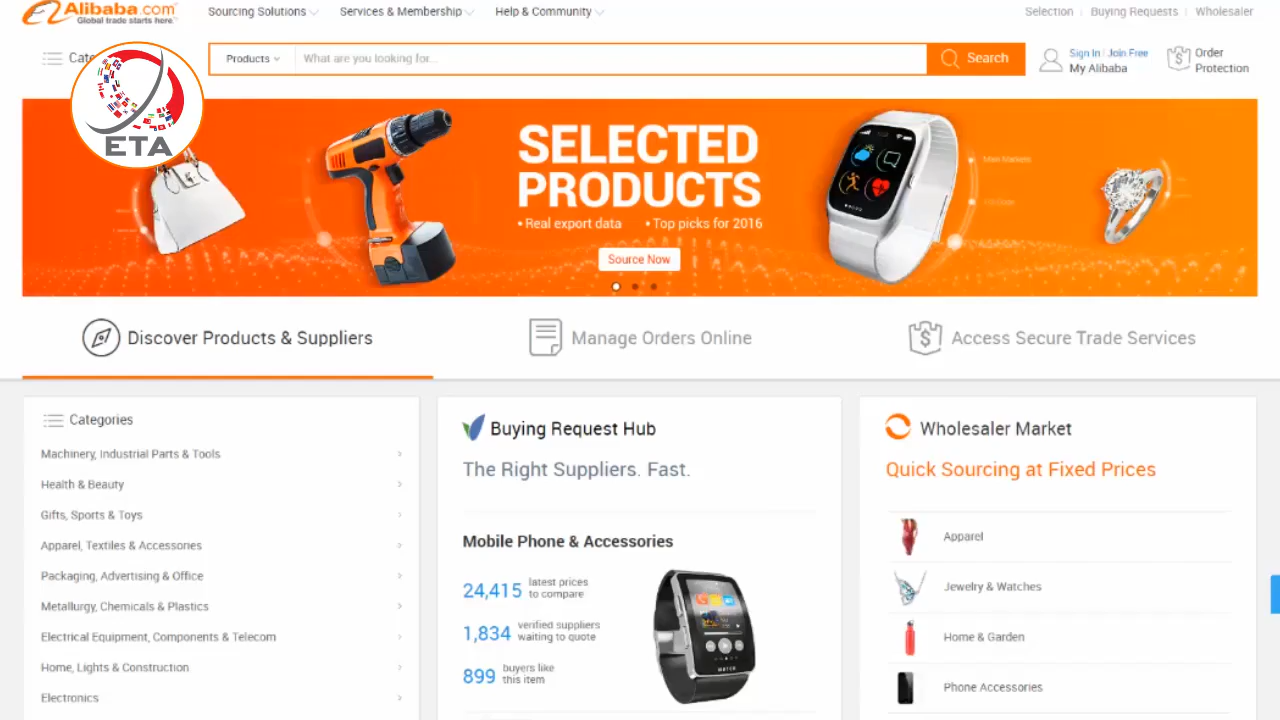 Alibaba.com
Global trade starts here.
Sourcing Solutions
Services & Membership
Help & Community
Selection
Buying Requests
Wholesaler
Products
What are you looking for...
Search
Sign In | Join Free
My Alibaba
Order
Protection
ETA
SELECTED
PRODUCTS
• Real export data • Top picks for 2016
Source Now
Discover Products & Suppliers
Manage Orders Online
Access Secure Trade Services
Categories
Machinery, Industrial Parts & Tools
Health & Beauty
Gifts, Sports & Toys
Apparel, Textiles & Accessories
Packaging, Advertising & Office
Metallurgy, Chemicals & Plastics
Electrical Equipment, Components & Telecom
Home, Lights & Construction
Electronics
Buying Request Hub
The Right Suppliers. Fast.
Mobile Phone & Accessories
24,415 latest prices
to compare
1,834 verified suppliers
waiting to quote
899 buyers like
this item
Wholesaler Market
Quick Sourcing at Fixed Prices
Apparel
Jewelry & Watches
Home & Garden
Phone Accessories